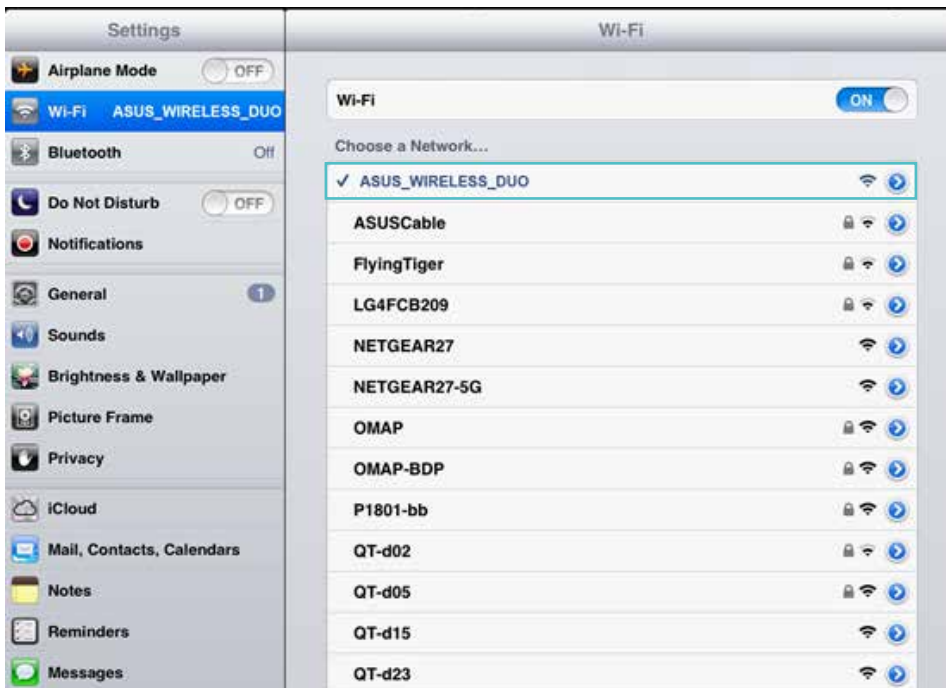 Settings
Airplane Mode OFF
Wi-Fi ASUS_WIRELESS_DUO
Bluetooth Off
Do Not Disturb OFF
Notifications
General 1
Sounds
Brightness & Wallpaper
Picture Frame
Privacy
iCloud
Mail, Contacts, Calendars
Notes
Reminders
Messages
Wi-Fi
Wi-Fi ON
Choose a Network...
✓ ASUS_WIRELESS_DUO
ASUSCable
FlyingTiger
LG4FCB209
NETGEAR27
NETGEAR27-5G
OMAP
OMAP-BDP
P1801-bb
QT-d02
QT-d05
QT-d15
QT-d23